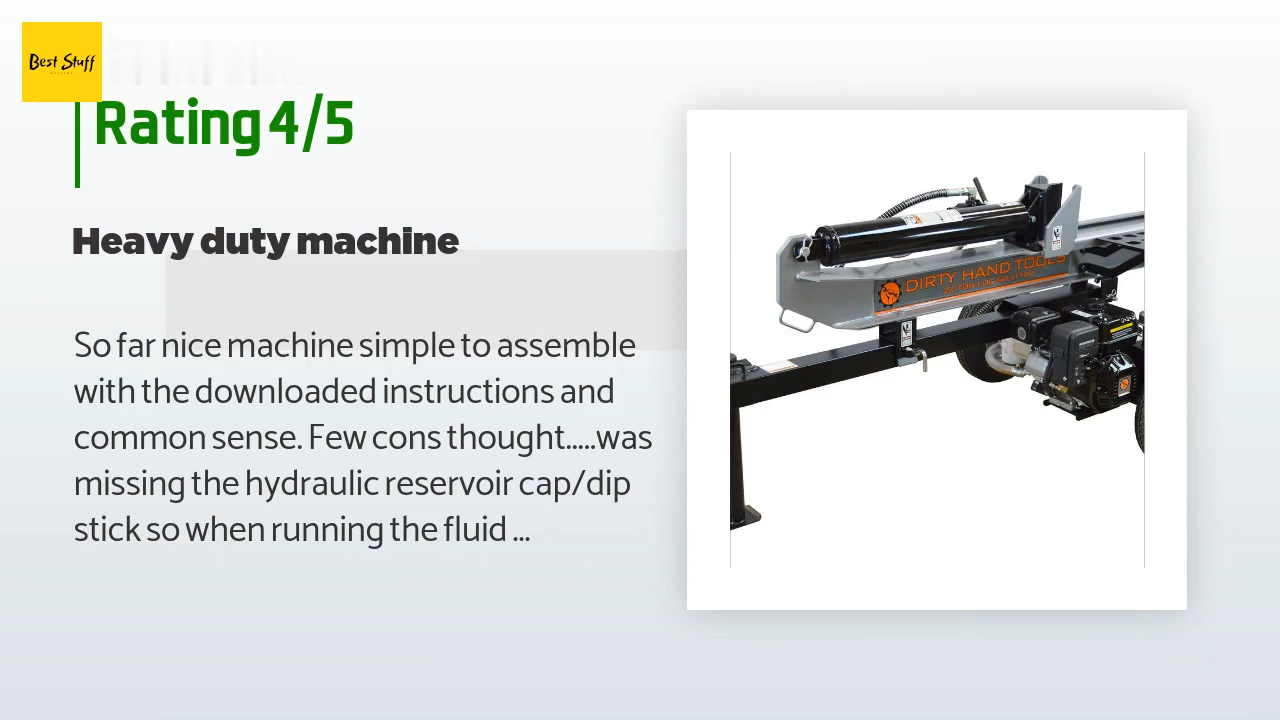 Best Stuff
Rating 4/5
Heavy duty machine
So far nice machine simple to assemble
with the downloaded instructions and
common sense. Few cons thought.....was
missing the hydraulic reservoir cap/dip
stick so when running the fluid ...
DIRTY HAND TOOLS